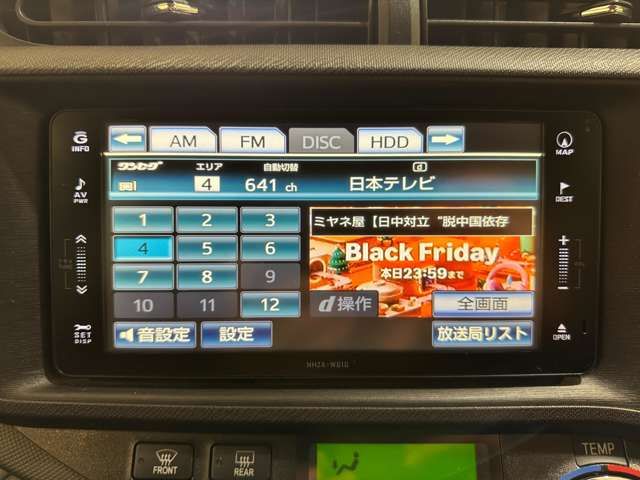 AM FM DISC HDD
G INFO
MAP
ワンセグ エリア 自動切替 d
4 641 ch 日本テレビ
AV PWR
DEST
1 2 3
ミヤネ屋【日中対立“脱中国依存
4 5 6
Black Friday
7 8 9
本日23:59まで
10 11 12
d操作 全画面
音設定 設定 放送局リスト
SET DISP
OPEN
NHZA-W61G
FRONT
REAR
TEMP